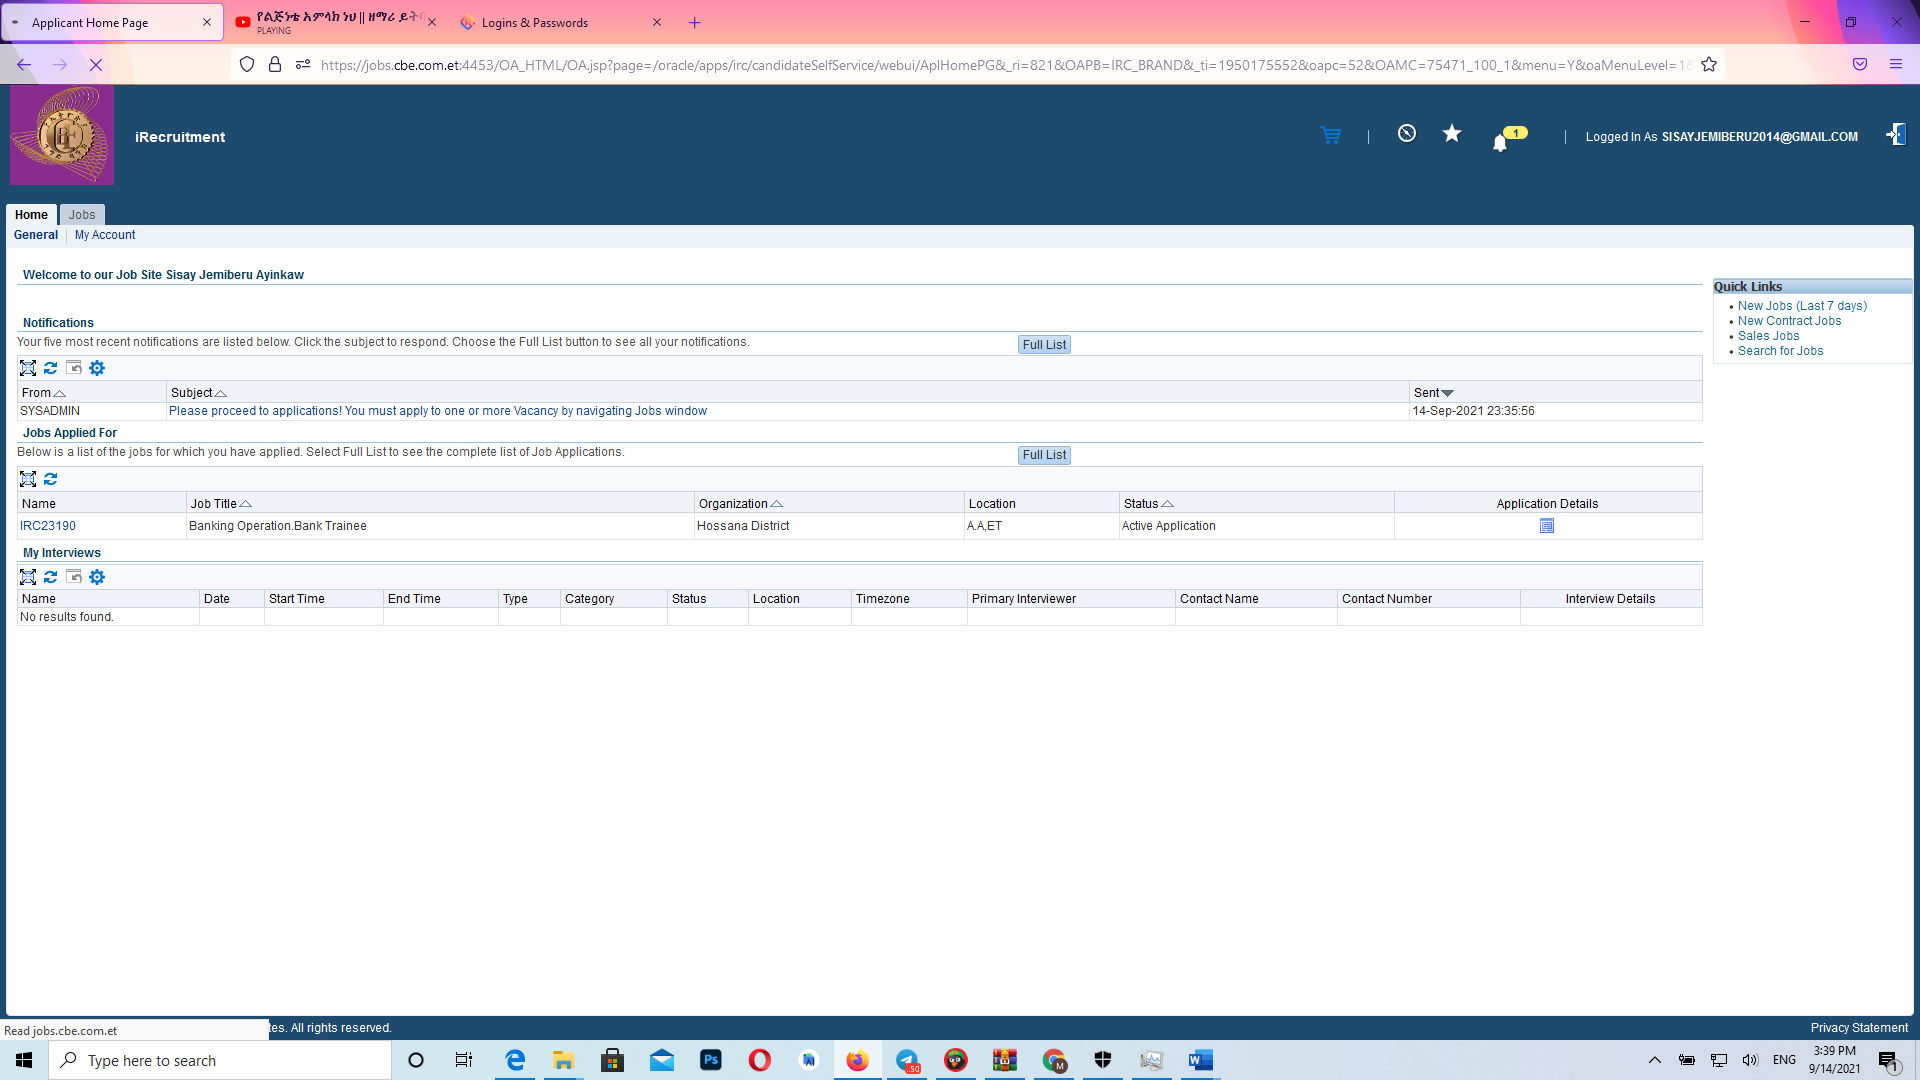 Applicant Home Page
የልጅነቴ አምላክ ነህ || ዘማሪ ይት
PLAYING
Logins & Passwords
https://jobs.cbe.com.et:4453/OA_HTML/OA.jsp?page=/oracle/apps/irc/candidateSelfService/webui/AplHomePG&_ri=821&OAPB=IRC_BRAND&_ti=1950175552&oapc=52&OAMC=75471_100_1&menu=Y&oaMenuLevel=1&
iRecruitment
1
Logged In As SISAYJEMIBERU2014@GMAIL.COM
Home Jobs
General My Account
Welcome to our Job Site Sisay Jemiberu Ayinkaw
Quick Links
New Jobs (Last 7 days)
New Contract Jobs
Sales Jobs
Search for Jobs
Notifications
Your five most recent notifications are listed below. Click the subject to respond. Choose the Full List button to see all your notifications. Full List
From Subject Sent
SYSADMIN Please proceed to applications! You must apply to one or more Vacancy by navigating Jobs window 14-Sep-2021 23:35:56
Jobs Applied For
Below is a list of the jobs for which you have applied. Select Full List to see the complete list of Job Applications. Full List
Name Job Title Organization Location Status Application Details
IRC23190 Banking Operation.Bank Trainee Hossana District A.A,ET Active Application
My Interviews
Name Date Start Time End Time Type Category Status Location Timezone Primary Interviewer Contact Name Contact Number Interview Details
No results found.
tes. All rights reserved.
Privacy Statement
Read jobs.cbe.com.et
Type here to search
Ps
50
M
ENG
3:39 PM
9/14/2021
1